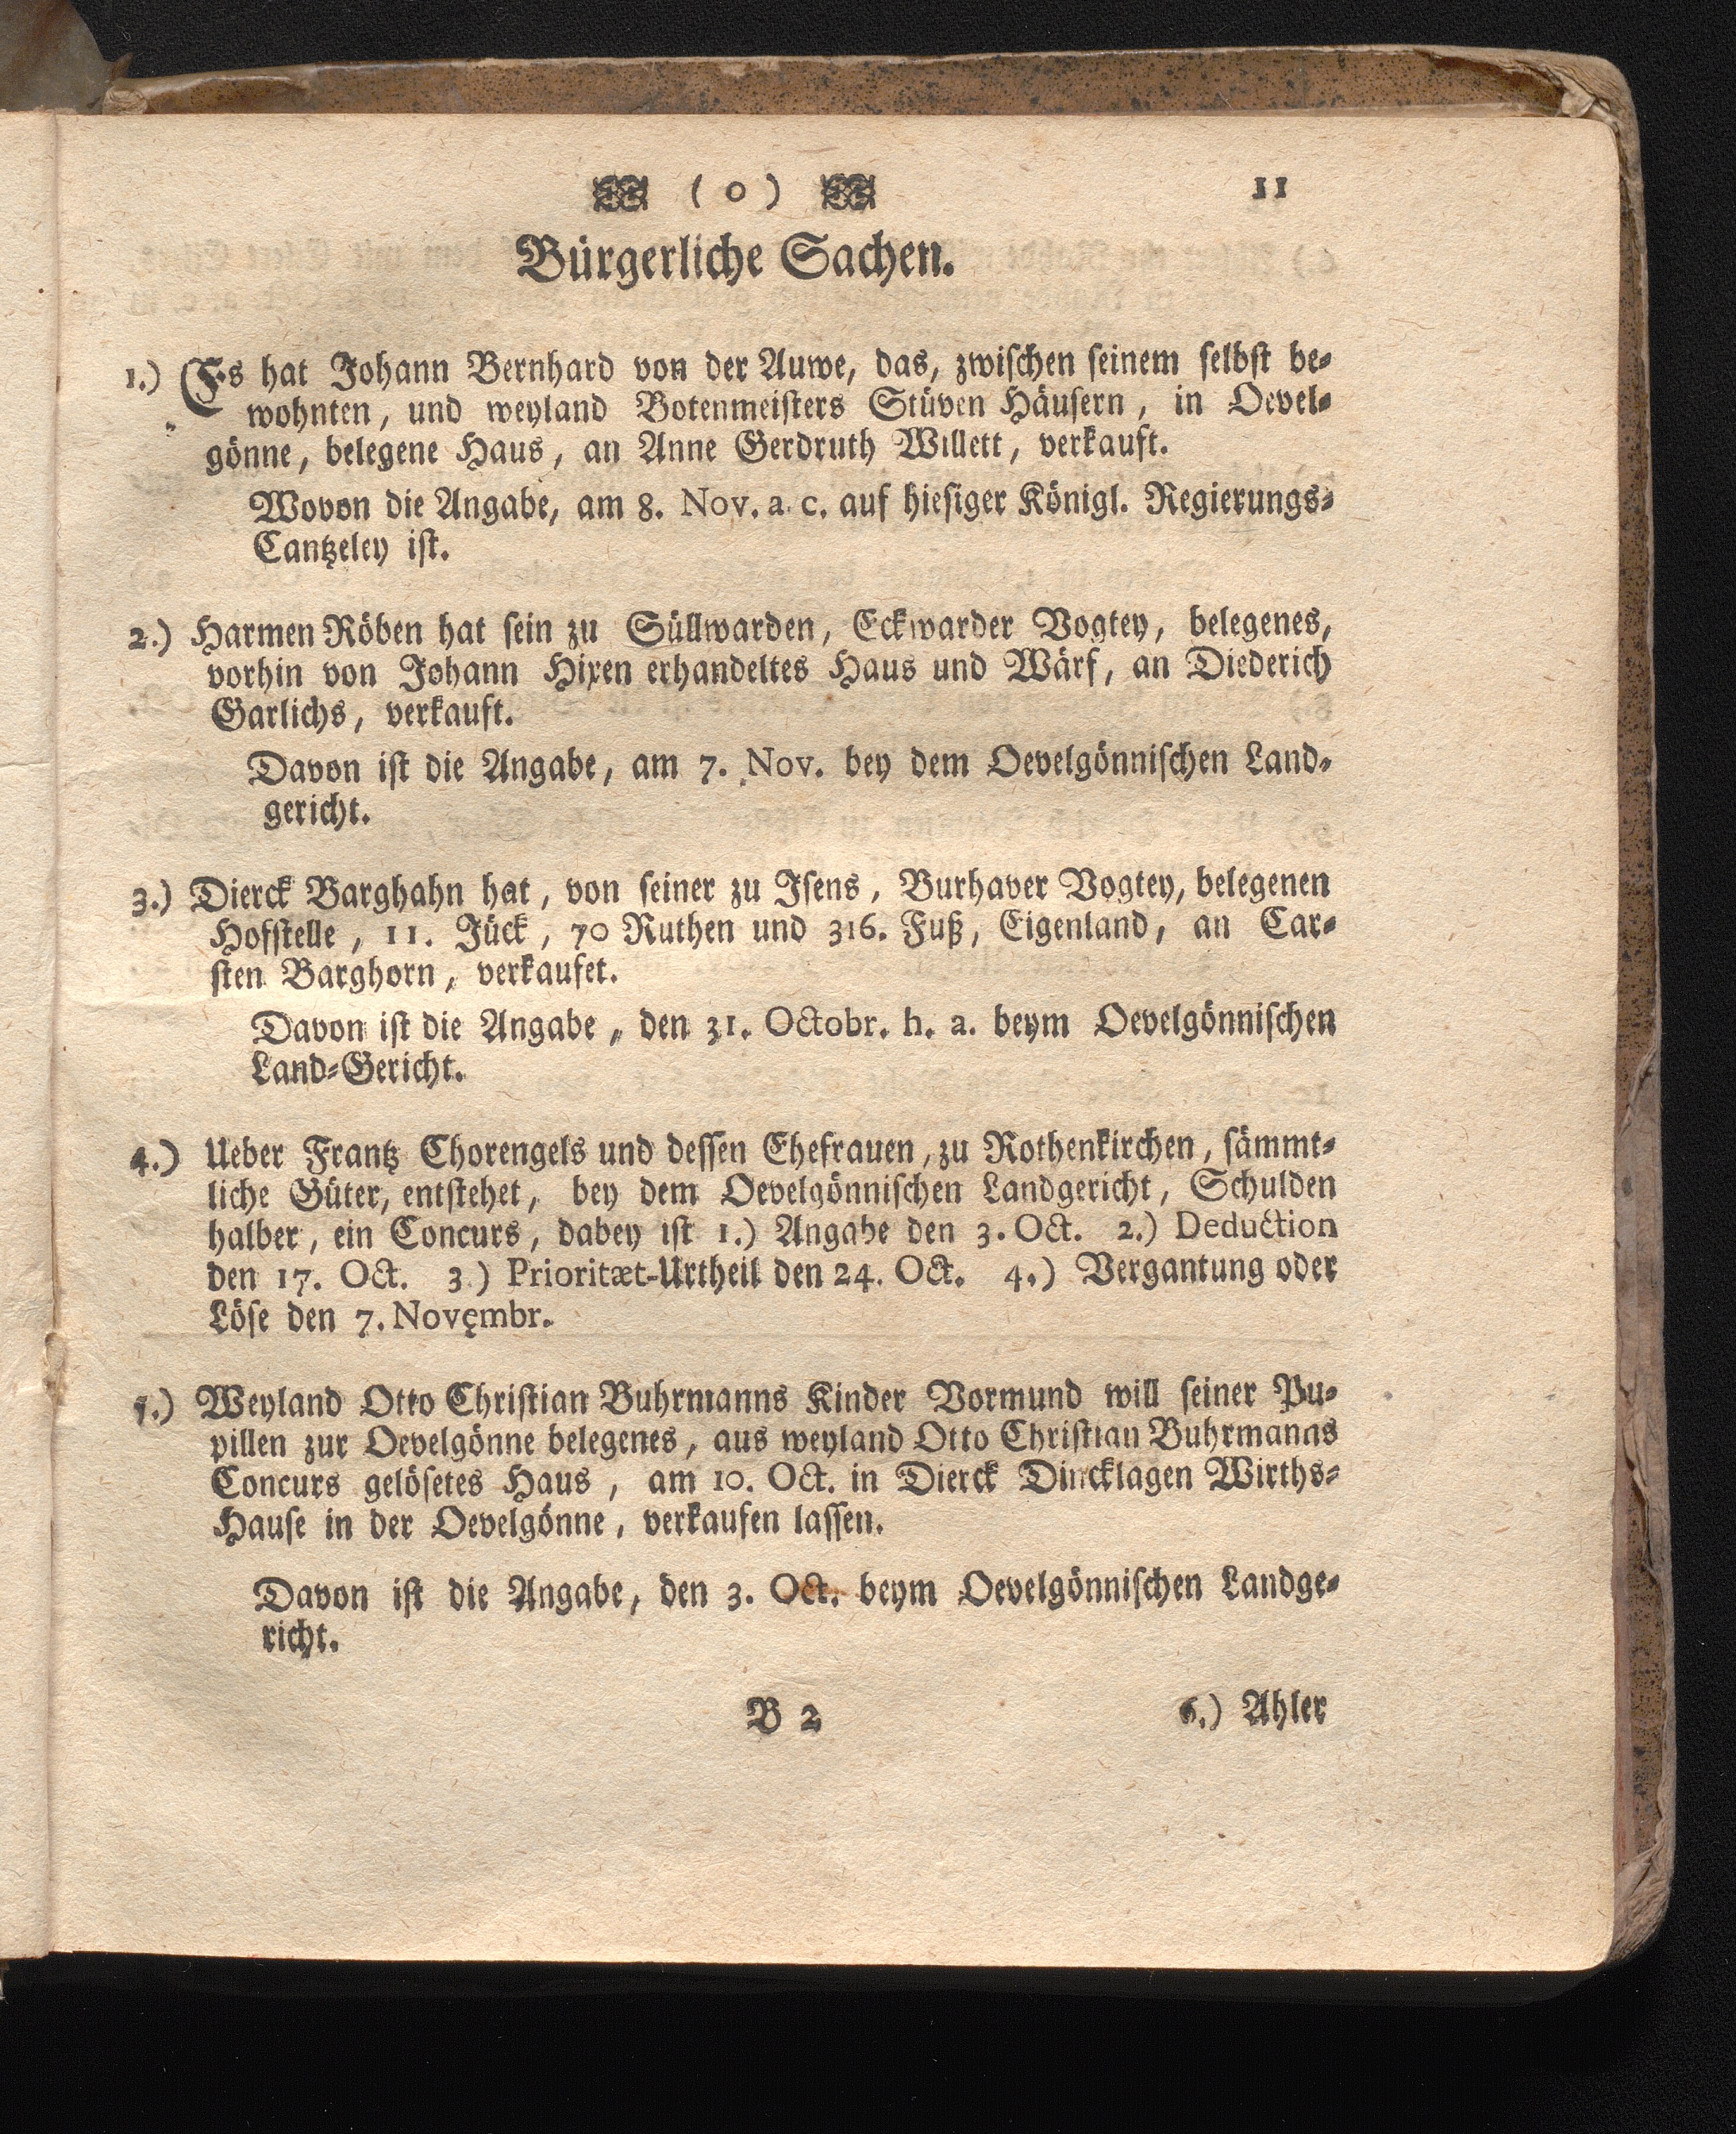 ( 0 ) 11
Bürgerliche Sachen.
1.) Es hat Johann Bernhard von der Auwe, das, zwischen seinem selbst be-
wohnten, und weyland Botenmeisters Stüven Häusern, in Oevel-
gönne, belegene Haus, an Anne Gerdruth Willett, verkauft.
Wovon die Angabe, am 8. Nov. a. c. auf hiesiger Königl. Regierungs-
Cantzeley ist.
2.) Harmen Röben hat sein zu Süllwarden, Eckwarder Vogtey, belegenes,
vorhin von Johann Hixen erhandeltes Haus und Wärf, an Diederich
Garlichs, verkauft.
Davon ist die Angabe, am 7. Nov. bey dem Oevelgönnischen Land-
gericht.
3.) Dierck Barghahn hat, von seiner zu Isens, Burhaver Vogtey, belegenen
Hofstelle, 11. Jück, 70 Ruthen und 316. Fuß, Eigenland, an Car-
sten Barghorn, verkaufet.
Davon ist die Angabe, den 31. Octobr. h. a. beym Oevelgönnischen
Land-Gericht.
4.) Ueber Frantz Chorengels und dessen Ehefrauen, zu Rothenkirchen, sämmt-
liche Güter, entstehet, bey dem Oevelgönnischen Landgericht, Schulden
halber, ein Concurs, dabey ist 1.) Angabe den 3. Oct. 2.) Deduction
den 17. Oct. 3.) Prioritæt-Urtheil den 24. Oct. 4.) Vergantung oder
Löse den 7. Novembr.
5.) Weyland Otto Christian Buhrmanns Kinder Vormund will seiner Pu-
pillen zur Oevelgönne belegenes, aus weyland Otto Christian Buhrmanns
Concurs gelösetes Haus, am 10. Oct. in Dierck Dincklagen Wirths-
Hause in der Oevelgönne, verkaufen lassen.
Davon ist die Angabe, den 3. Oct. beym Oevelgönnischen Landge-
richt.
B 2 6.) Ahler